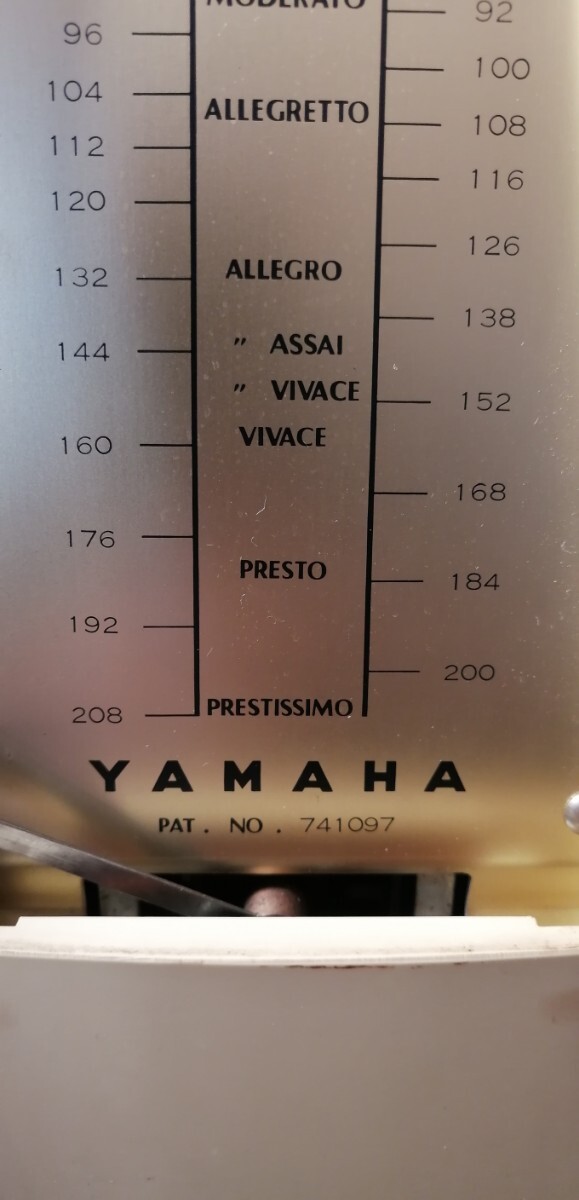 MODERATO
92
96
100
104
ALLEGRETTO
108
112
116
120
126
ALLEGRO
132
138
" ASSAI
144
" VIVACE
152
VIVACE
160
168
176
PRESTO
184
192
200
PRESTISSIMO
208
YAMAHA
PAT. NO. 741097